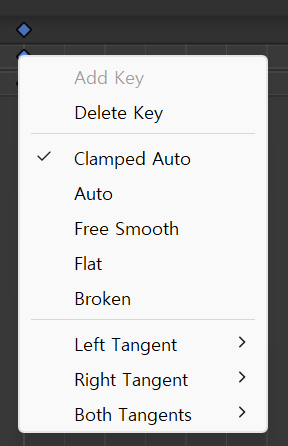 Add Key
Delete Key
Clamped Auto
Auto
Free Smooth
Flat
Broken
Left Tangent
Right Tangent
Both Tangents